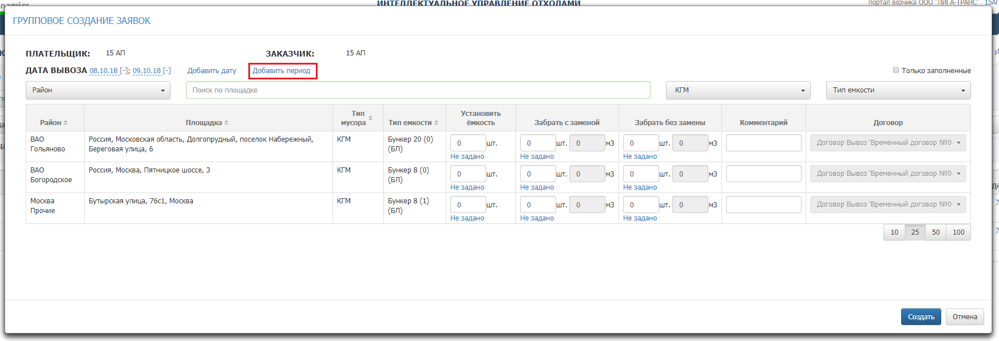 namics
ИНТЕЛЛЕКТУАЛЬНОЕ УПРАВЛЕНИЕ ОТХОДАМИ
портал возчика ООО "ЛИГА-ТРАНС" 15АП
ГРУППОВОЕ СОЗДАНИЕ ЗАЯВОК
ПЛАТЕЛЬЩИК: 15 АП ЗАКАЗЧИК: 15 АП
ДАТА ВЫВОЗА 08.10.18 [-]; 09.10.18 [-] Добавить дату Добавить период Только заполненные
Район Поиск по площадке КГМ Тип емкости
Район Площадка Тип мусора Тип емкости Установить ёмкость Забрать с заменой Забрать без замены Комментарий Договор
ВАО Гольяново Россия, Московская область, Долгопрудный, поселок Набережный, Береговая улица, 6 КГМ Бункер 20 (0) (БЛ) 0 шт. 0 шт. 0 м3 0 шт. 0 м3 Договор Вывоз 'Временный договор №0
Не задано Не задано Не задано
ВАО Богородское Россия, Москва, Пятницкое шоссе, 3 КГМ Бункер 8 (0) (БЛ) 0 шт. 0 шт. 0 м3 0 шт. 0 м3 Договор Вывоз 'Временный договор №0
Не задано Не задано Не задано
Москва Прочие Бутырская улица, 76с1, Москва КГМ Бункер 8 (1) (БЛ) 0 шт. 0 шт. 0 м3 0 шт. 0 м3 Договор Вывоз 'Временный договор №0
Не задано Не задано Не задано
10 25 50 100
Создать Отмена